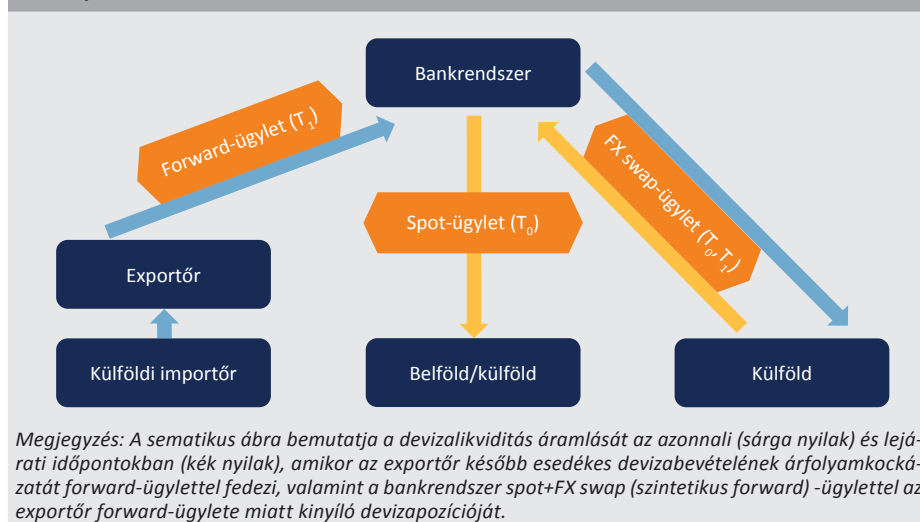 Bankrendszer
Forward-ügylet (T₁)
FX swap-ügylet (T₀, T₁)
Spot-ügylet (T₀)
Exportőr
Külföldi importőr
Belföld/külföld
Külföld
Megjegyzés: A sematikus ábra bemutatja a devizalikviditás áramlását az azonnali (sárga nyilak) és lejá-
rati időpontokban (kék nyilak), amikor az exportőr később esedékes devizabevételének árfolyamkocká-
zatát forward-ügylettel fedezi, valamint a bankrendszer spot+FX swap (szintetikus forward) -ügylettel az
exportőr forward-ügylete miatt kinyíló devizapozícióját.